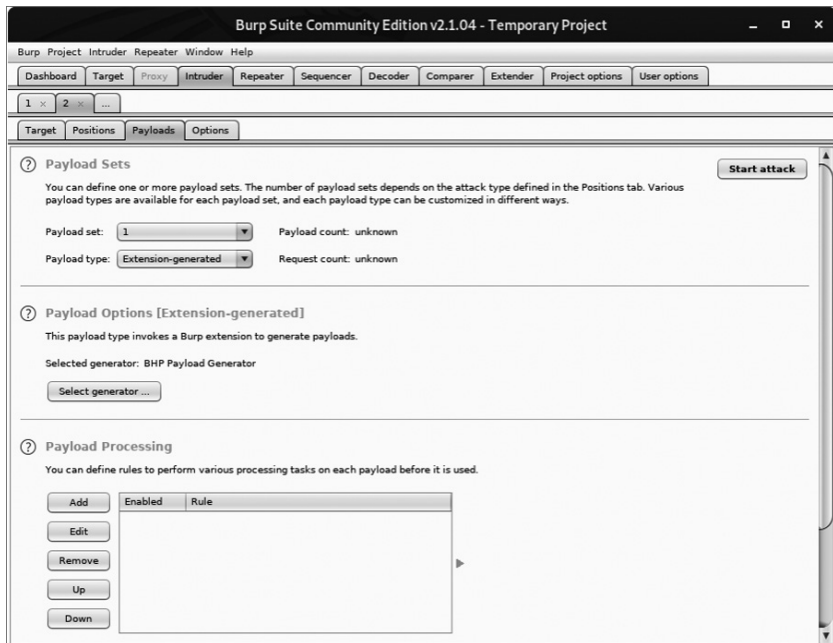 Burp Suite Community Edition v2.1.04 - Temporary Project
Burp Project Intruder Repeater Window Help
Dashboard Target Proxy Intruder Repeater Sequencer Decoder Comparer Extender Project options User options
1 × 2 × ...
Target Positions Payloads Options
Payload Sets
Start attack
You can define one or more payload sets. The number of payload sets depends on the attack type defined in the Positions tab. Various
payload types are available for each payload set, and each payload type can be customized in different ways.
Payload set: 1 Payload count: unknown
Payload type: Extension-generated Request count: unknown
Payload Options [Extension-generated]
This payload type invokes a Burp extension to generate payloads.
Selected generator: BHP Payload Generator
Select generator ...
Payload Processing
You can define rules to perform various processing tasks on each payload before it is used.
Add Enabled Rule
Edit
Remove
Up
Down